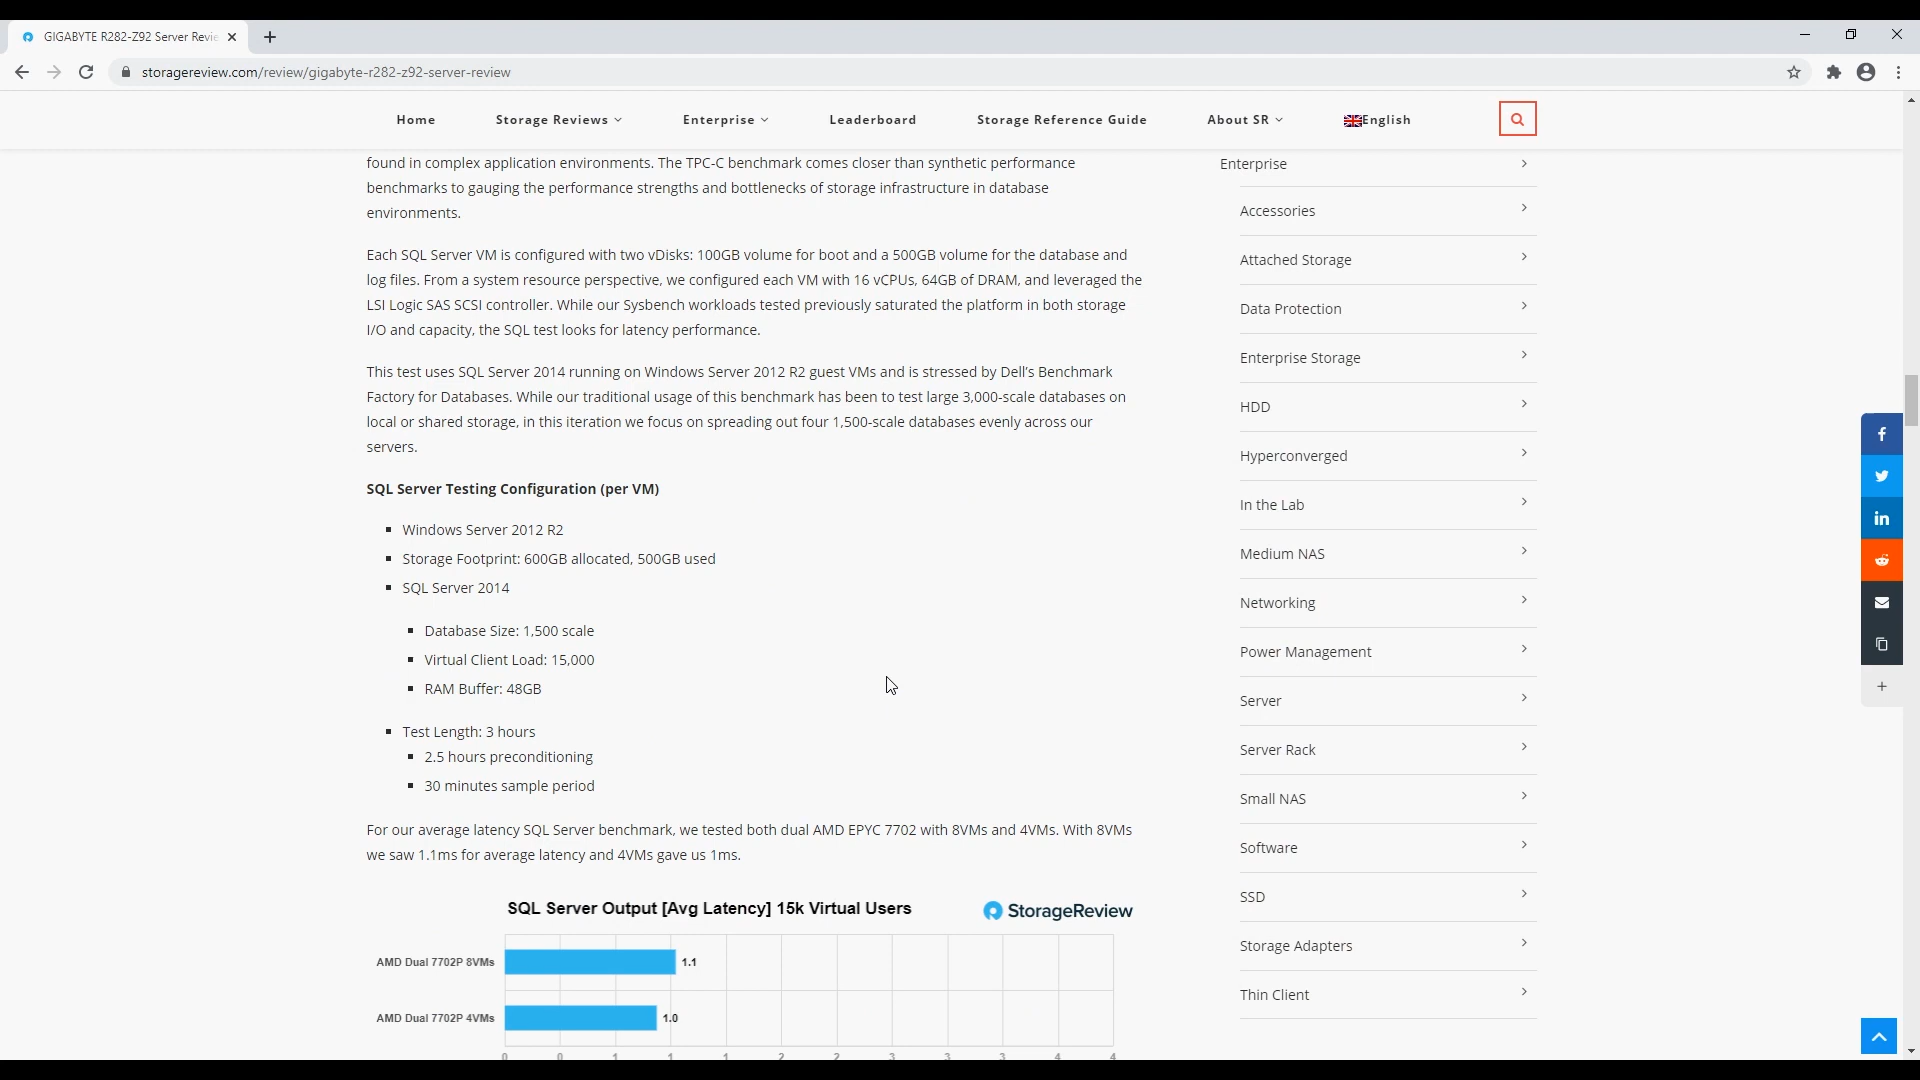 GIGABYTE R282-Z92 Server Revie
storagereview.com/review/gigabyte-r282-z92-server-review
Home
Storage Reviews
Enterprise
Leaderboard
Storage Reference Guide
About SR
English
found in complex application environments. The TPC-C benchmark comes closer than synthetic performance
benchmarks to gauging the performance strengths and bottlenecks of storage infrastructure in database
environments.
Each SQL Server VM is configured with two vDisks: 100GB volume for boot and a 500GB volume for the database and
log files. From a system resource perspective, we configured each VM with 16 vCPUs, 64GB of DRAM, and leveraged the
LSI Logic SAS SCSI controller. While our Sysbench workloads tested previously saturated the platform in both storage
I/O and capacity, the SQL test looks for latency performance.
This test uses SQL Server 2014 running on Windows Server 2012 R2 guest VMs and is stressed by Dell’s Benchmark
Factory for Databases. While our traditional usage of this benchmark has been to test large 3,000-scale databases on
local or shared storage, in this iteration we focus on spreading out four 1,500-scale databases evenly across our
servers.
SQL Server Testing Configuration (per VM)
Windows Server 2012 R2
Storage Footprint: 600GB allocated, 500GB used
SQL Server 2014
Database Size: 1,500 scale
Virtual Client Load: 15,000
RAM Buffer: 48GB
Test Length: 3 hours
2.5 hours preconditioning
30 minutes sample period
For our average latency SQL Server benchmark, we tested both dual AMD EPYC 7702 with 8VMs and 4VMs. With 8VMs
we saw 1.1ms for average latency and 4VMs gave us 1ms.
SQL Server Output [Avg Latency] 15k Virtual Users
StorageReview
AMD Dual 7702P 8VMs
1.1
AMD Dual 7702P 4VMs
1.0
0 0 1 1 1 2 2 3 3 3 4 4
Enterprise
Accessories
Attached Storage
Data Protection
Enterprise Storage
HDD
Hyperconverged
In the Lab
Medium NAS
Networking
Power Management
Server
Server Rack
Small NAS
Software
SSD
Storage Adapters
Thin Client